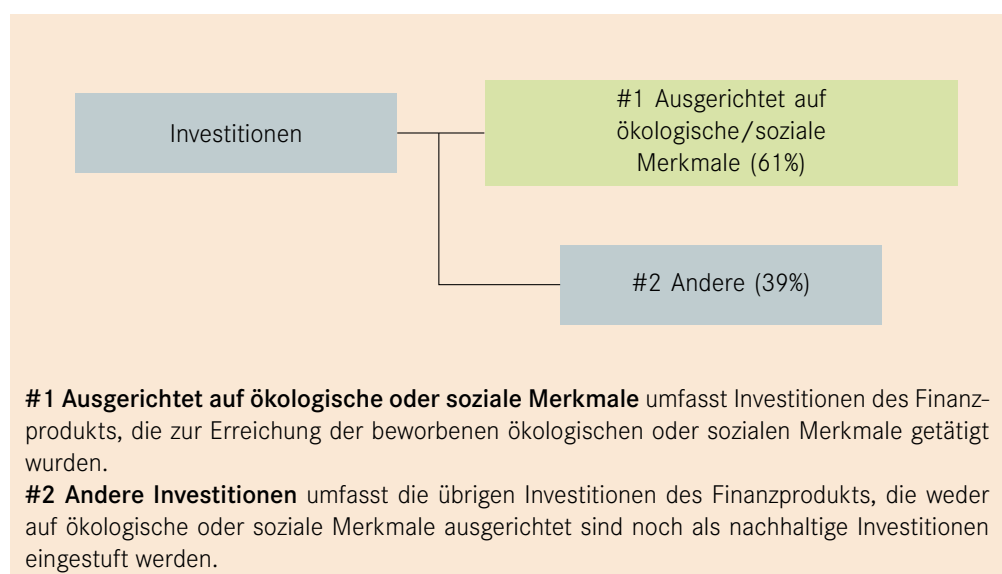 Investitionen
#1 Ausgerichtet auf
ökologische/soziale
Merkmale (61%)
#2 Andere (39%)
#1 Ausgerichtet auf ökologische oder soziale Merkmale umfasst Investitionen des Finanz-
produkts, die zur Erreichung der beworbenen ökologischen oder sozialen Merkmale getätigt
wurden.
#2 Andere Investitionen umfasst die übrigen Investitionen des Finanzprodukts, die weder
auf ökologische oder soziale Merkmale ausgerichtet sind noch als nachhaltige Investitionen
eingestuft werden.